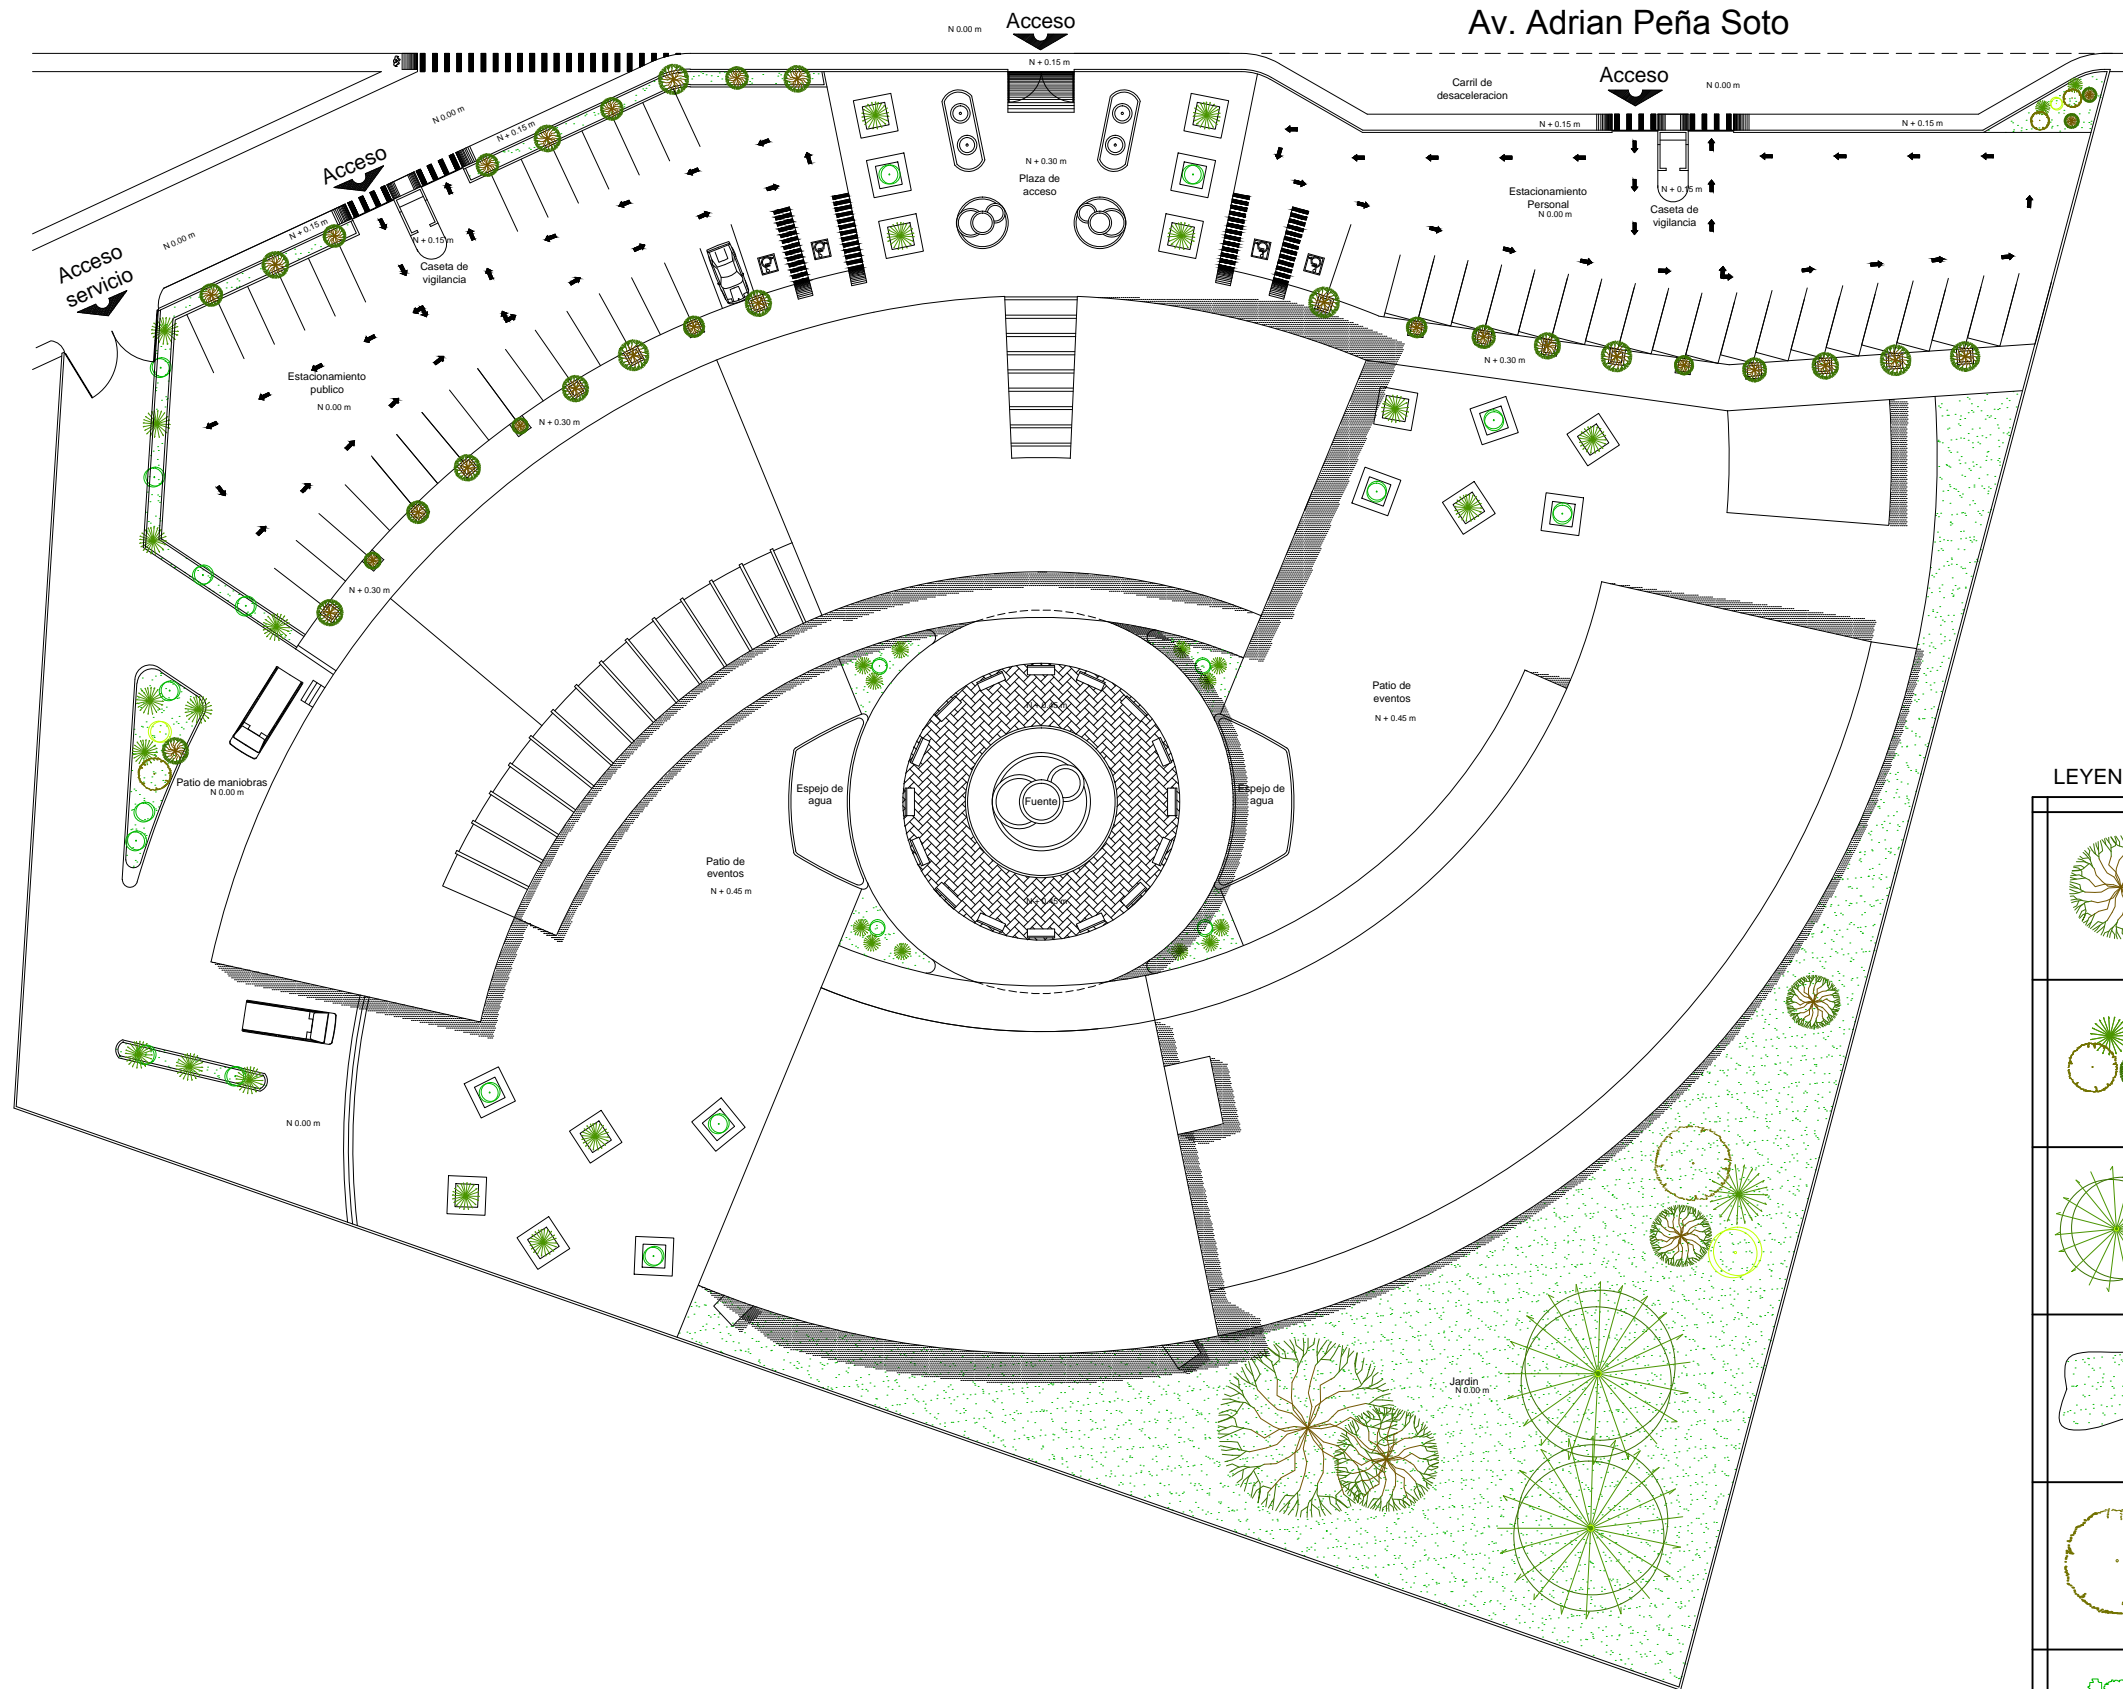 Av. Adrian Peña Soto
N 0.00 m
Acceso
N + 0.15 m
Acceso
Carril de
desaceleracion
N 0.00 m
N + 0.15 m
N + 0.15 m
N 0.00 m
N + 0.15 m
Acceso
N + 0.30 m
Plaza de
acceso
Estacionamiento
Personal
N 0.00 m
N + 0.15 m
Caseta de
vigilancia
N 0.00 m
N + 0.15 m
N + 0.15 m
Caseta de
vigilancia
Acceso
servicio
Estacionamiento
publico
N 0.00 m
N + 0.30 m
N + 0.30 m
N + 0.30 m
Patio de
eventos
N + 0.45 m
N + 0.45 m
Patio de maniobras
N 0.00 m
Espejo de
agua
Fuente
Espejo de
agua
LEYEN
Patio de
eventos
N + 0.45 m
N + 0.45 m
N 0.00 m
Jardin
N 0.00 m